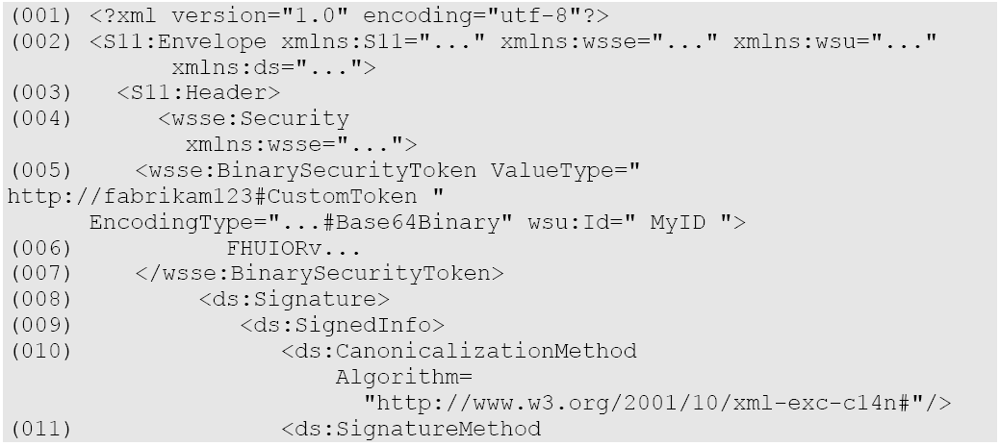 (001) <?xml version="1.0" encoding="utf-8"?>
(002) <S11:Envelope xmlns:S11="..." xmlns:wsse="..." xmlns:wsu="..."
xmlns:ds="...">
(003) <S11:Header>
(004) <wsse:Security
xmlns:wsse="...">
(005) <wsse:BinarySecurityToken ValueType="
http://fabrikam123#CustomToken "
EncodingType="...#Base64Binary" wsu:Id=" MyID ">
(006) FHUIORv...
(007) </wsse:BinarySecurityToken>
(008) <ds:Signature>
(009) <ds:SignedInfo>
(010) <ds:CanonicalizationMethod
Algorithm=
"http://www.w3.org/2001/10/xml-exc-c14n#"/>
(011) <ds:SignatureMethod